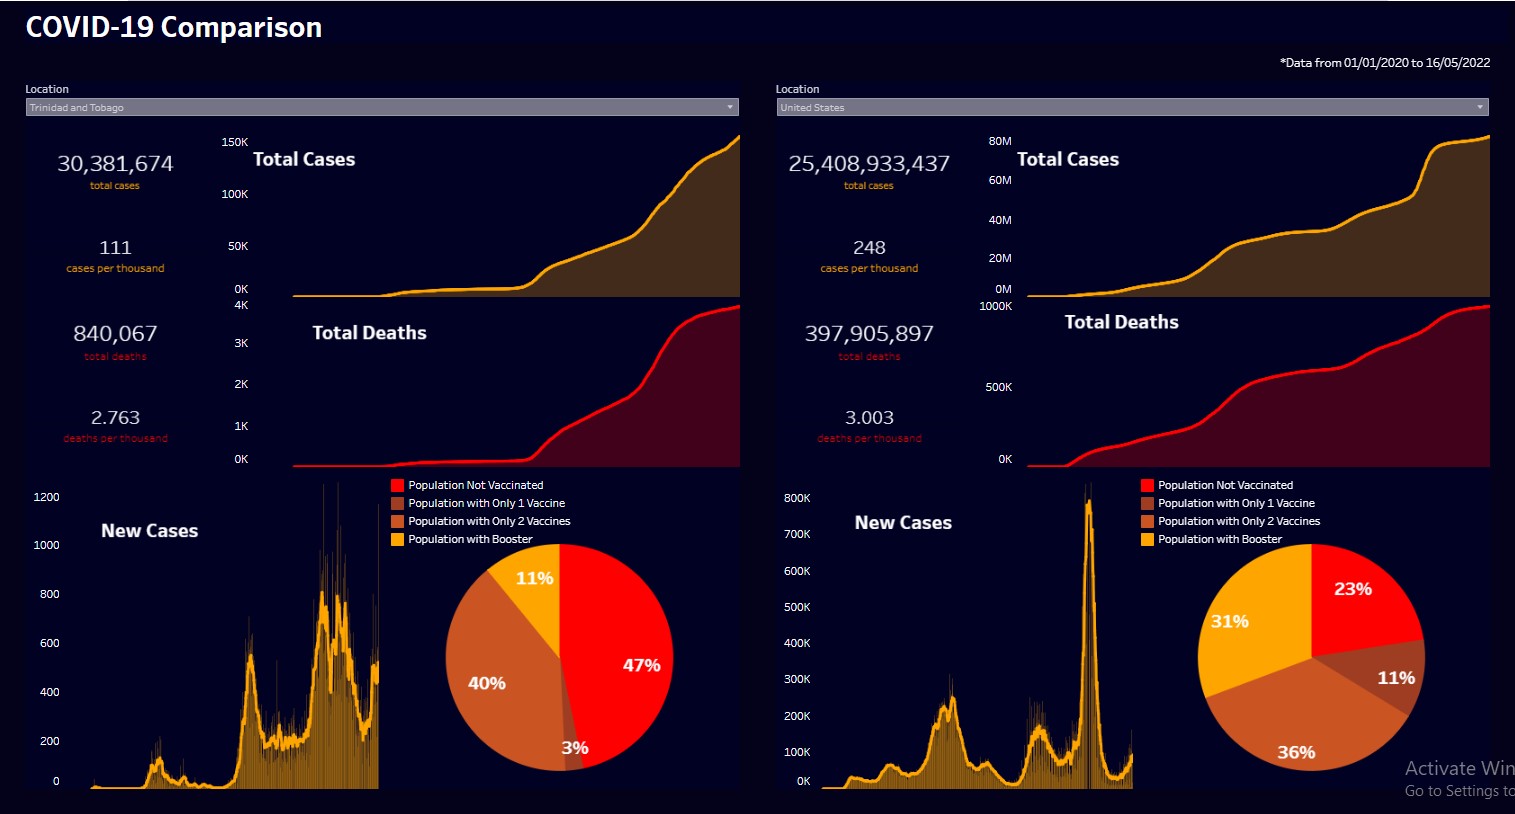 COVID-19 Comparison
*Data from 01/01/2020 to 16/05/2022
Location
Trinidad and Tobago
30,381,674
total cases
111
cases per thousand
840,067
total deaths
2.763
deaths per thousand
Total Cases
150K
100K
50K
0K
Total Deaths
4K
3K
2K
1K
0K
New Cases
1200
1000
800
600
400
200
0
Population Not Vaccinated
Population with Only 1 Vaccine
Population with Only 2 Vaccines
Population with Booster
11%
47%
40%
3%
Location
United States
25,408,933,437
total cases
248
cases per thousand
397,905,897
total deaths
3.003
deaths per thousand
Total Cases
80M
60M
40M
20M
0M
Total Deaths
1000K
500K
0K
New Cases
800K
700K
600K
500K
400K
300K
200K
100K
0K
Population Not Vaccinated
Population with Only 1 Vaccine
Population with Only 2 Vaccines
Population with Booster
23%
31%
11%
36%
Activate Win
Go to Settings to